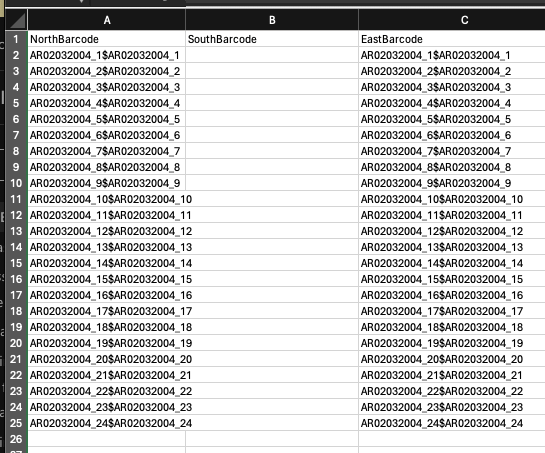 A B C
1 NorthBarcode SouthBarcode EastBarcode
2 AR02032004_1$AR02032004_1 AR02032004_1$AR02032004_1
3 AR02032004_2$AR02032004_2 AR02032004_2$AR02032004_2
4 AR02032004_3$AR02032004_3 AR02032004_3$AR02032004_3
5 AR02032004_4$AR02032004_4 AR02032004_4$AR02032004_4
6 AR02032004_5$AR02032004_5 AR02032004_5$AR02032004_5
7 AR02032004_6$AR02032004_6 AR02032004_6$AR02032004_6
8 AR02032004_7$AR02032004_7 AR02032004_7$AR02032004_7
9 AR02032004_8$AR02032004_8 AR02032004_8$AR02032004_8
10 AR02032004_9$AR02032004_9 AR02032004_9$AR02032004_9
11 AR02032004_10$AR02032004_10 AR02032004_10$AR02032004_10
12 AR02032004_11$AR02032004_11 AR02032004_11$AR02032004_11
13 AR02032004_12$AR02032004_12 AR02032004_12$AR02032004_12
14 AR02032004_13$AR02032004_13 AR02032004_13$AR02032004_13
15 AR02032004_14$AR02032004_14 AR02032004_14$AR02032004_14
16 AR02032004_15$AR02032004_15 AR02032004_15$AR02032004_15
17 AR02032004_16$AR02032004_16 AR02032004_16$AR02032004_16
18 AR02032004_17$AR02032004_17 AR02032004_17$AR02032004_17
19 AR02032004_18$AR02032004_18 AR02032004_18$AR02032004_18
20 AR02032004_19$AR02032004_19 AR02032004_19$AR02032004_19
21 AR02032004_20$AR02032004_20 AR02032004_20$AR02032004_20
22 AR02032004_21$AR02032004_21 AR02032004_21$AR02032004_21
23 AR02032004_22$AR02032004_22 AR02032004_22$AR02032004_22
24 AR02032004_23$AR02032004_23 AR02032004_23$AR02032004_23
25 AR02032004_24$AR02032004_24 AR02032004_24$AR02032004_24
26